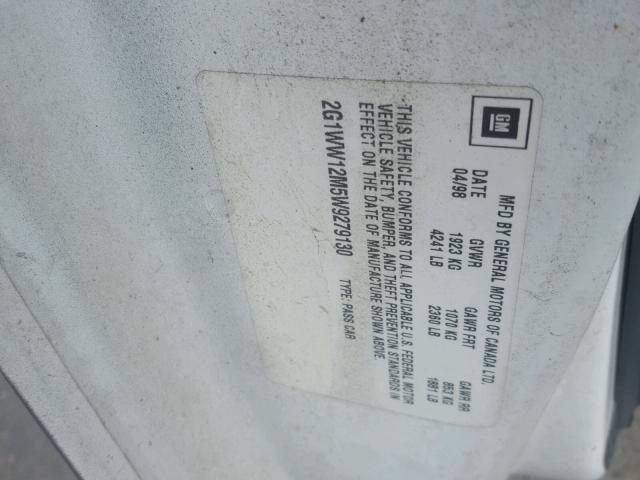 GM
MFD BY GENERAL MOTORS OF CANADA LTD.
DATE GVWR GAWR FRT GAWR RR
04/98 1923 KG 1070 KG 853 KG
4241 LB 2360 LB 1881 LB
THIS VEHICLE CONFORMS TO ALL APPLICABLE U.S. FEDERAL MOTOR
VEHICLE SAFETY, BUMPER, AND THEFT PREVENTION STANDARDS IN
EFFECT ON THE DATE OF MANUFACTURE SHOWN ABOVE.
2G1WW12M5W9279130 TYPE: PASS CAR